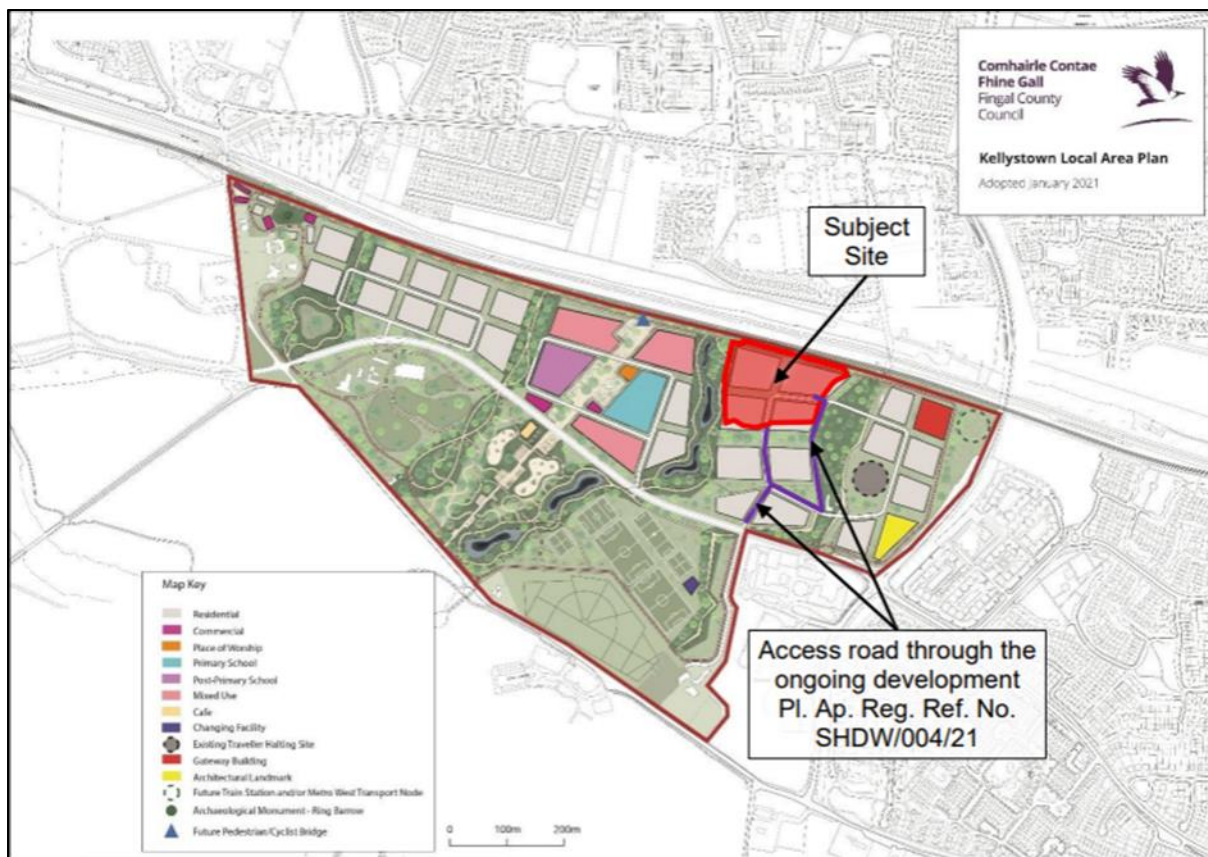 Comhairle Contae
Fhine Gall
Fingal County
Council
Kellystown Local Area Plan
Adopted January 2021
Subject
Site
Access road through the
ongoing development
Pl. Ap. Reg. Ref. No.
SHDW/004/21
Map Key
Residential
Commercial
Place of Worship
Primary School
Post-Primary School
Mixed Use
Cafe
Changing Facility
Existing Traveller Halting Site
Gateway Building
Architectural Landmark
Future Train Station and/or Metro West Transport Node
Archaeological Monument - Ring Barrow
Future Pedestrian/Cyclist Bridge
0 100m 200m